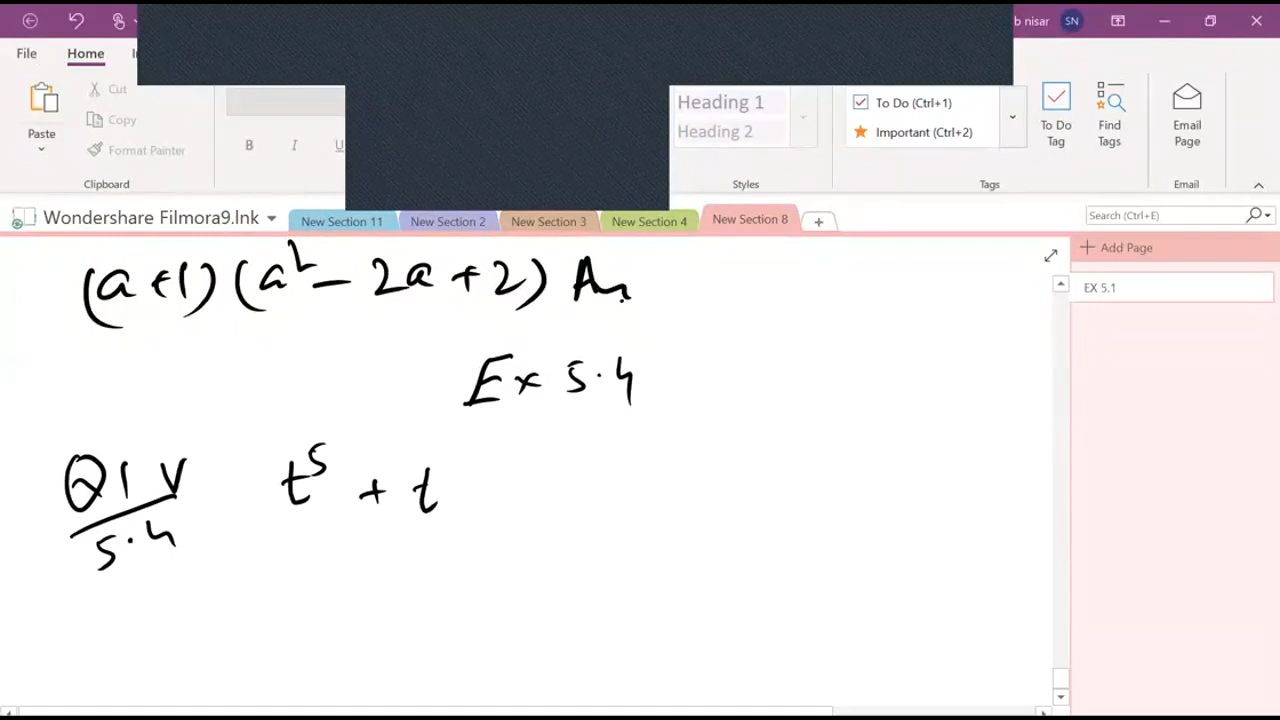 b nisar SN
File Home I
Cut
Copy
Paste
Format Painter
B I U
Heading 1
Heading 2
To Do (Ctrl+1)
Important (Ctrl+2)
To Do Tag
Find Tags
Email Page
Clipboard Styles Tags Email
Wondershare Filmora9.lnk New Section 11 New Section 2 New Section 3 New Section 4 New Section 8 + Search (Ctrl+E)
+ Add Page
EX 5.1
(a+1)(a² - 2a + 2) An
Ex 5.4
Q1 V t⁵ + t
5.4